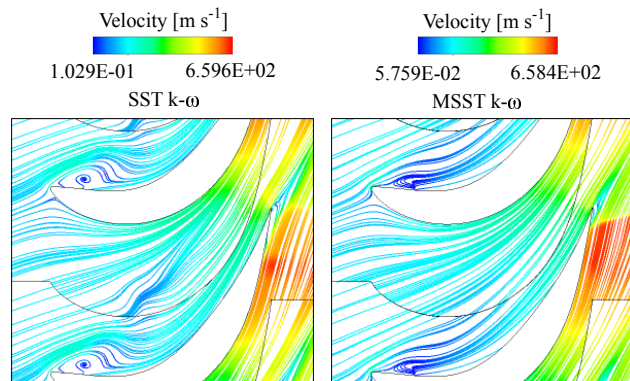 Velocity [m s⁻¹]
1.029E-01 6.596E+02
SST k-ω
Velocity [m s⁻¹]
5.759E-02 6.584E+02
MSST k-ω